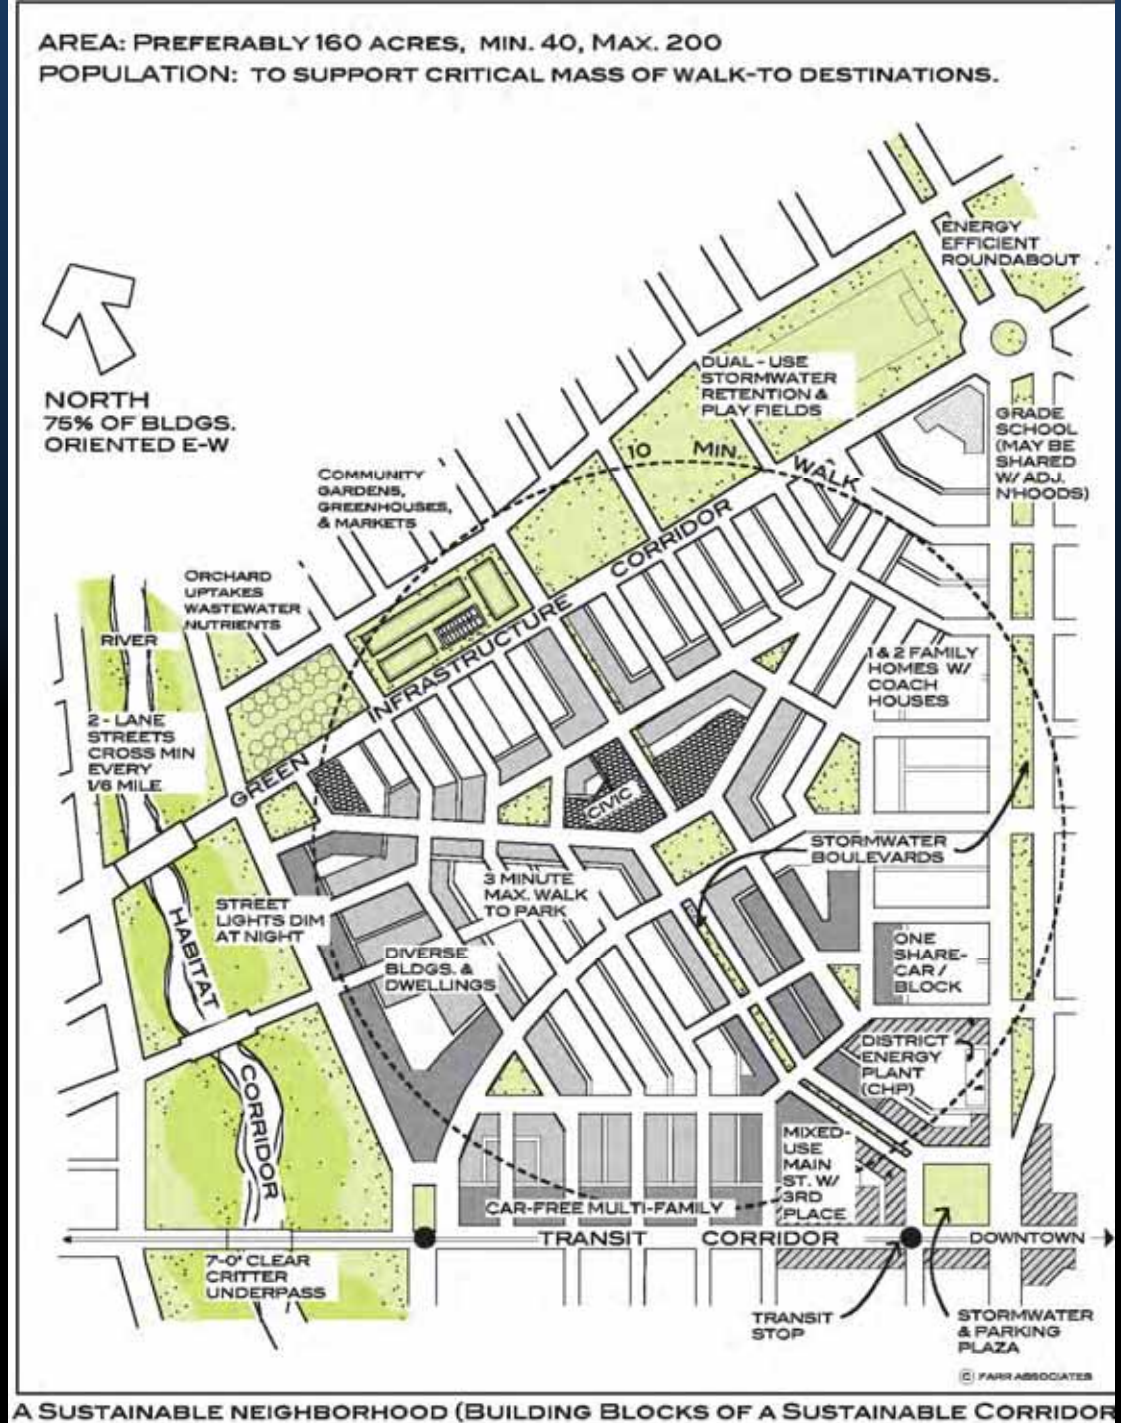 AREA: PREFERABLY 160 ACRES, MIN. 40, MAX. 200
POPULATION: TO SUPPORT CRITICAL MASS OF WALK-TO DESTINATIONS.
ENERGY
EFFICIENT
ROUNDABOUT
NORTH
75% OF BLDGS.
ORIENTED E-W
DUAL-USE
STORMWATER
RETENTION &
PLAY FIELDS
GRADE
SCHOOL
(MAY BE
SHARED
W/ ADJ.
N'HOODS)
10 MIN. WALK
COMMUNITY
GARDENS,
GREENHOUSES,
& MARKETS
ORCHARD
UPTAKES
WASTEWATER
NUTRIENTS
RIVER
GREEN INFRASTRUCTURE CORRIDOR
1 & 2 FAMILY
HOMES W/
COACH
HOUSES
2 - LANE
STREETS
CROSS MIN
EVERY
1/6 MILE
CIVIC
STORMWATER
BOULEVARDS
3 MINUTE
MAX. WALK
TO PARK
STREET
LIGHTS DIM
AT NIGHT
HABITAT CORRIDOR
DIVERSE
BLDGS. &
DWELLINGS
ONE
SHARE-
CAR /
BLOCK
DISTRICT
ENERGY
PLANT
(CHP)
MIXED-
USE
MAIN
ST. W/
3RD
PLACE
CAR-FREE MULTI-FAMILY
TRANSIT CORRIDOR
DOWNTOWN
7'-0" CLEAR
CRITTER
UNDERPASS
TRANSIT
STOP
STORMWATER
& PARKING
PLAZA
© FARR ASSOCIATES
A SUSTAINABLE NEIGHBORHOOD (BUILDING BLOCKS OF A SUSTAINABLE CORRIDOR